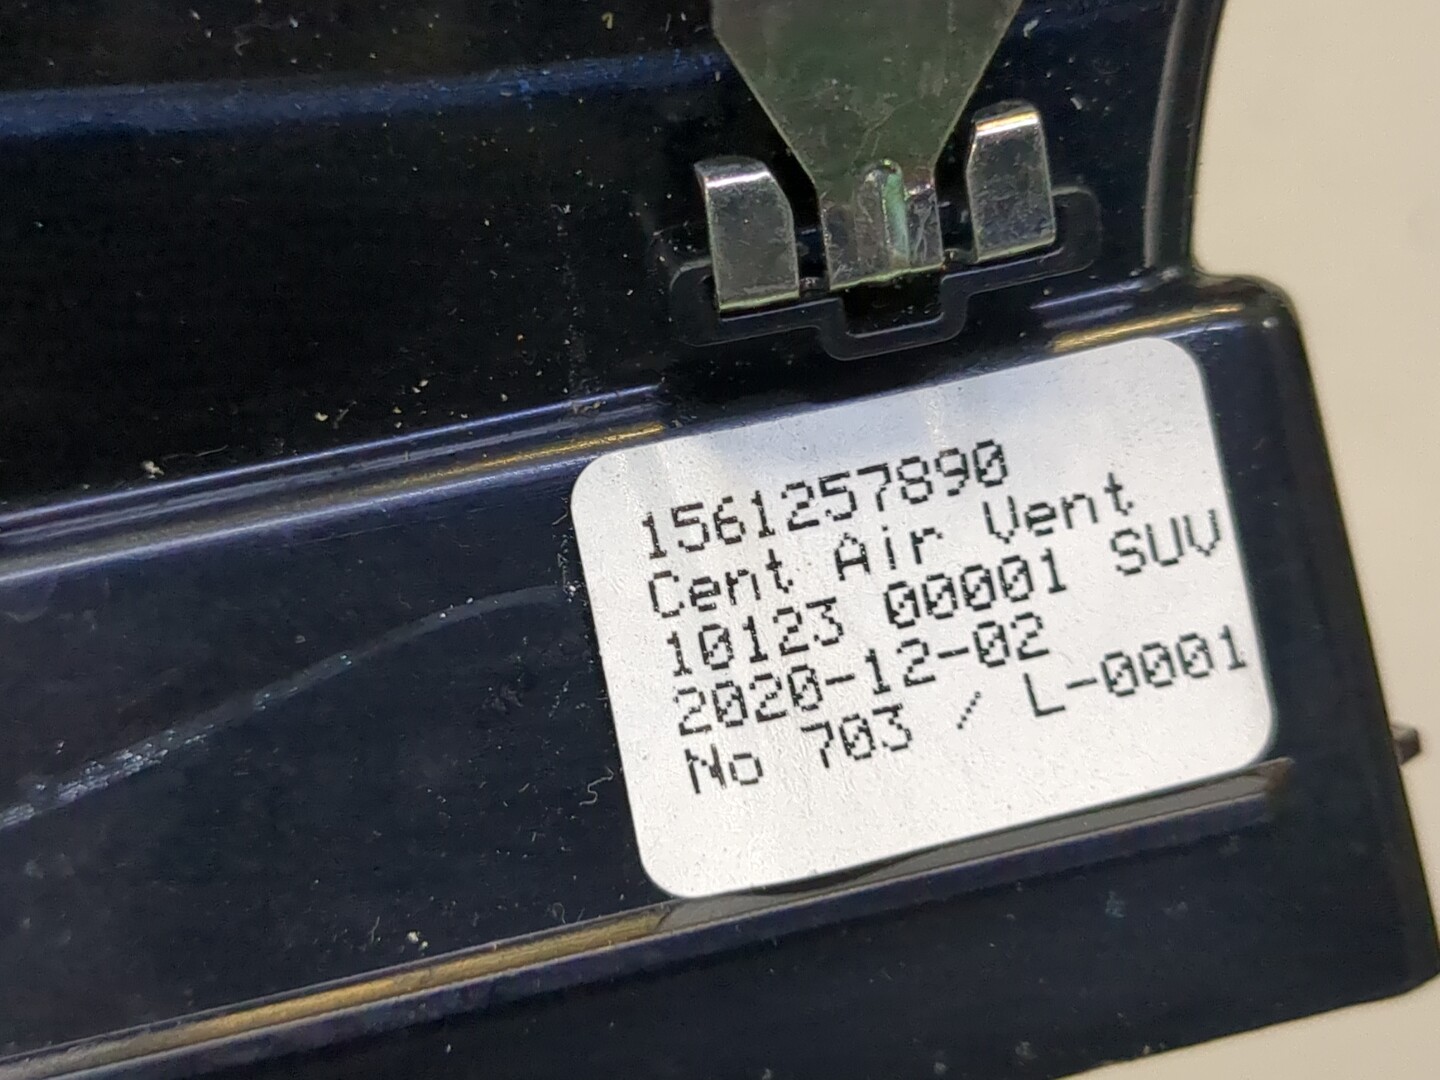 1561257890
Cent Air Vent
10123 00001 SUV
2020-12-02
No 703 / L-0001